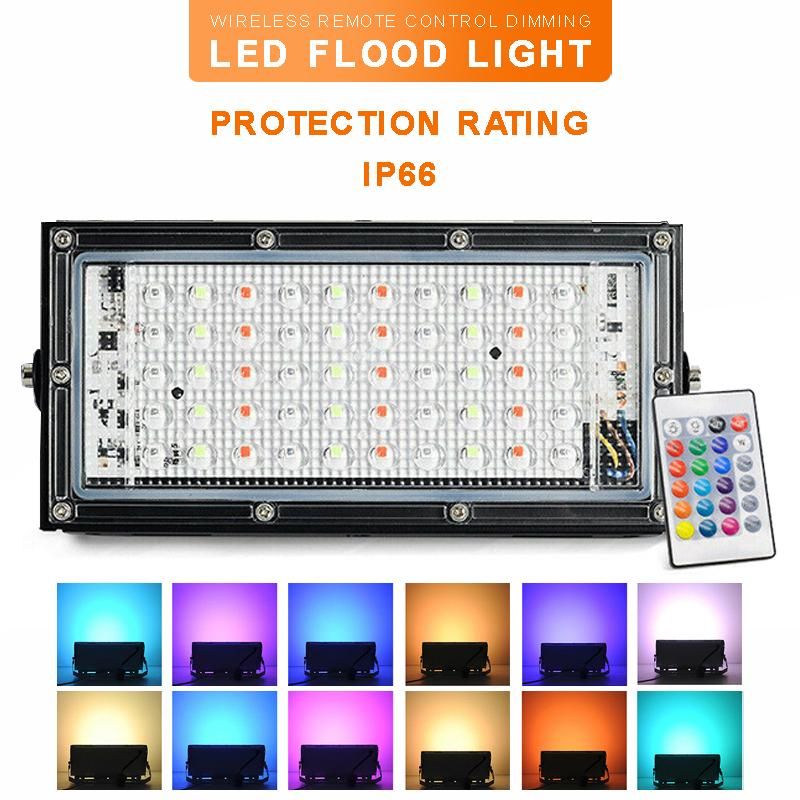 WIRELESS REMOTE CONTROL DIMMING
LED FLOOD LIGHT
PROTECTION RATING
IP66